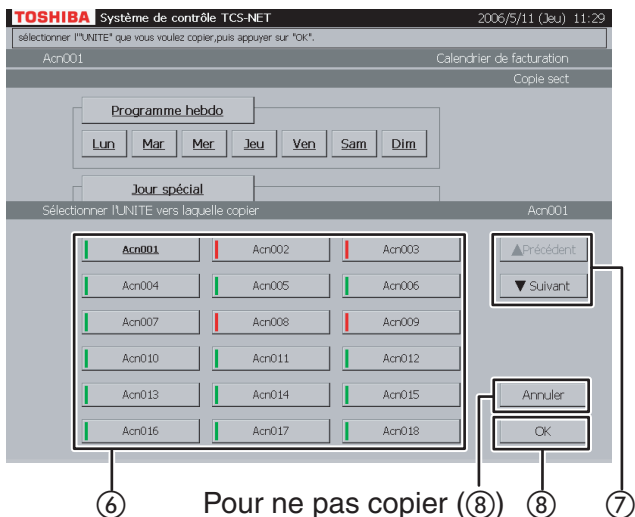 TOSHIBA Système de contrôle TCS-NET 2006/5/11 (Jeu) 11:29
sélectionner l'"UNITE" que vous voulez copier,puis appuyer sur "OK".
Acn001 Calendrier de facturation
Copie sect
Programme hebdo
Lun Mar Mer Jeu Ven Sam Dim
Jour spécial
Sélectionner l'UNITE vers laquelle copier Acn001
Acn001 Acn002 Acn003 ▲Précédent
Acn004 Acn005 Acn006 ▼ Suivant
Acn007 Acn008 Acn009
Acn010 Acn011 Acn012
Acn013 Acn014 Acn015 Annuler
Acn016 Acn017 Acn018 OK
⑥ Pour ne pas copier (⑧) ⑧ ⑦